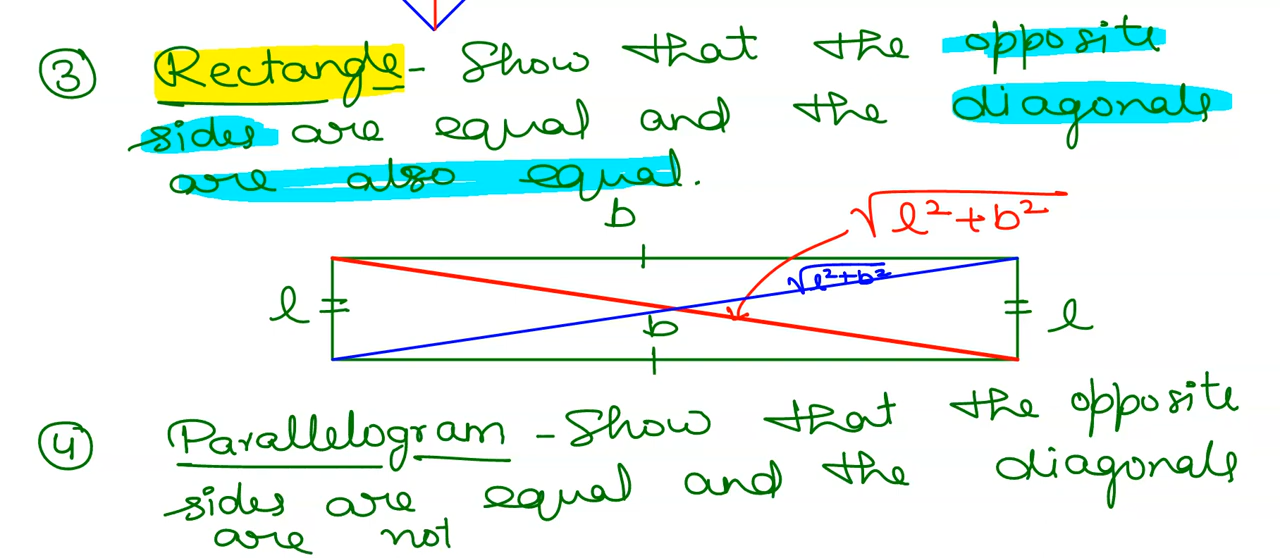 ③ Rectangle - Show that the opposite
sides are equal and the diagonals
are also equal.
b
√(l²+b²)
√(l²+b²)
l
b
l
④ Parallelogram - Show that the opposite
sides are equal and the diagonals
are not